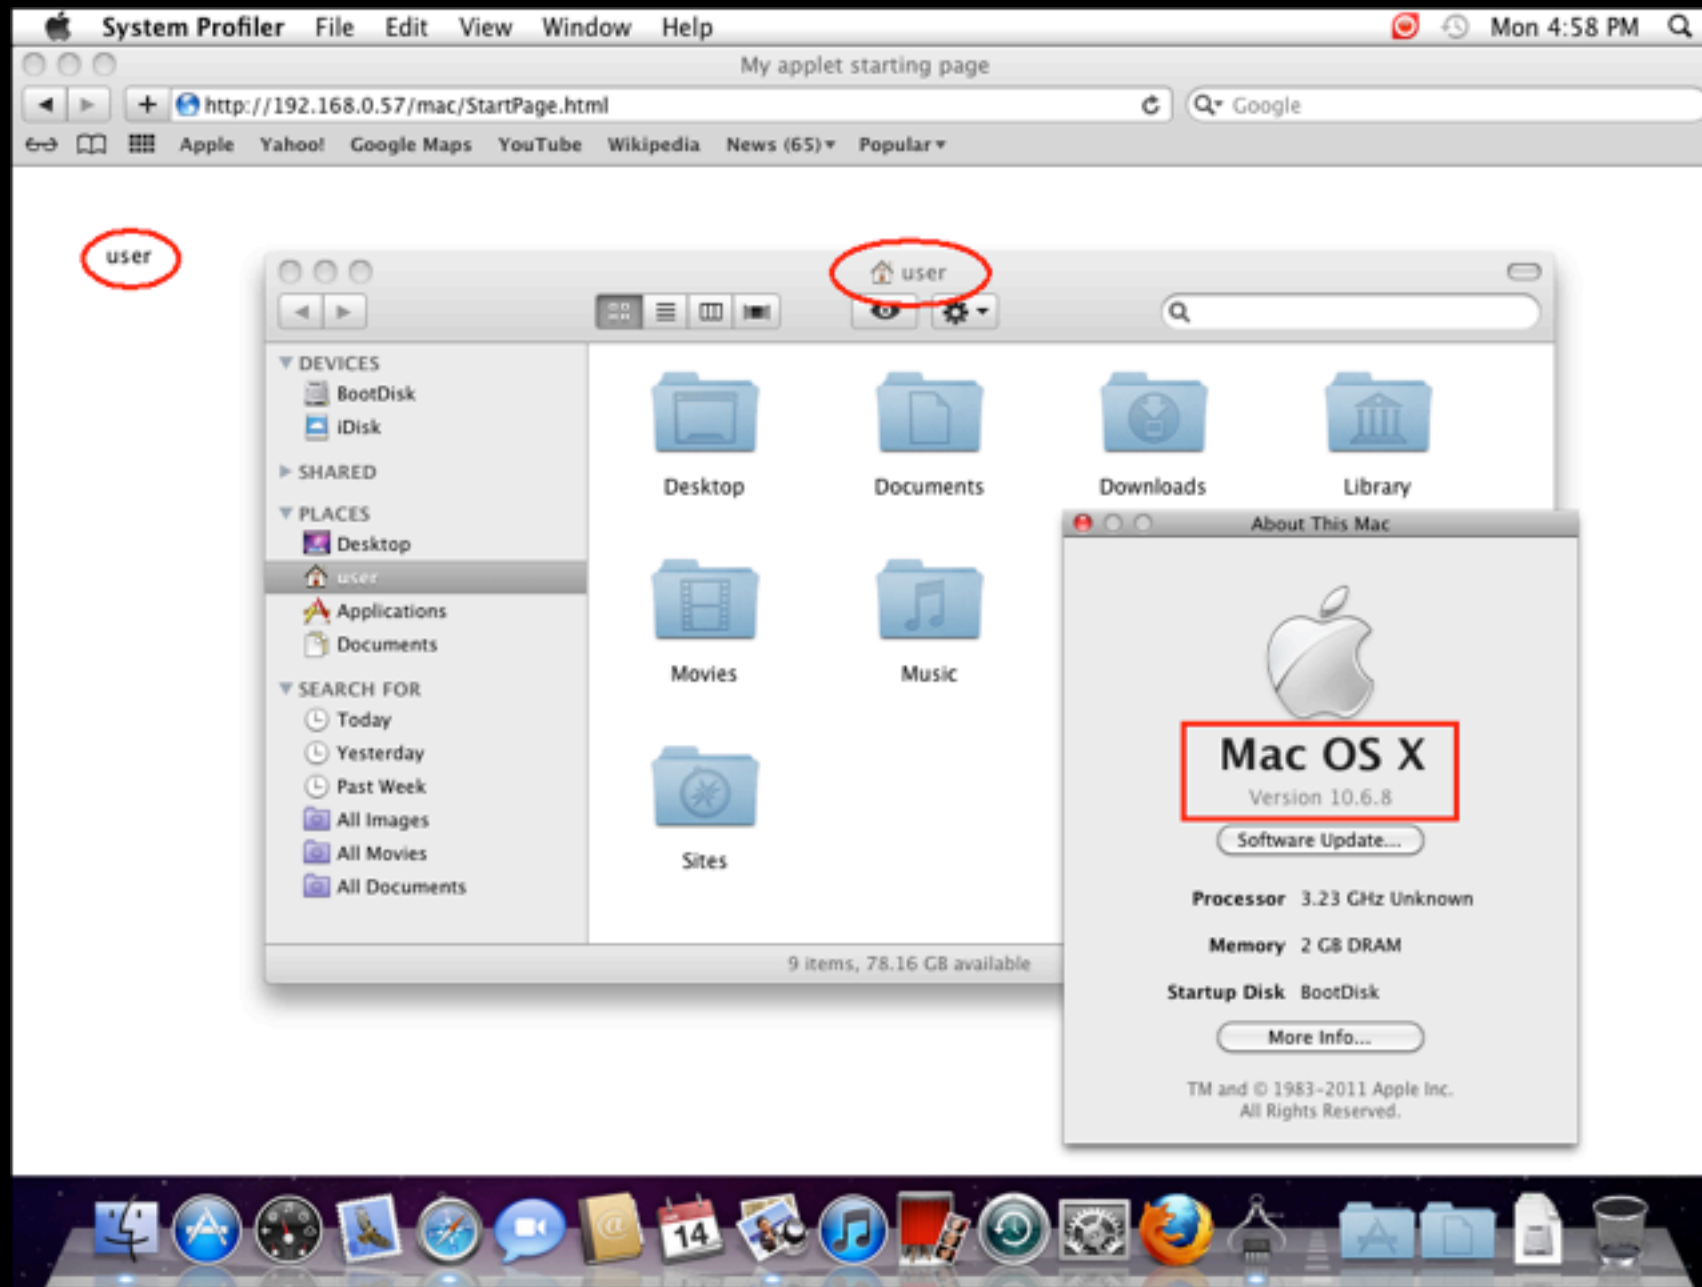 System Profiler File Edit View Window Help Mon 4:58 PM
My applet starting page
http://192.168.0.57/mac/StartPage.html Google
Apple Yahoo! Google Maps YouTube Wikipedia News (65) Popular
user
user
DEVICES
BootDisk
iDisk
SHARED
PLACES
Desktop
user
Applications
Documents
SEARCH FOR
Today
Yesterday
Past Week
All Images
All Movies
All Documents
Desktop Documents Downloads Library
Movies Music
Sites
9 items, 78.16 GB available
About This Mac
Mac OS X
Version 10.6.8
Software Update...
Processor 3.23 GHz Unknown
Memory 2 GB DRAM
Startup Disk BootDisk
More Info...
TM and © 1983-2011 Apple Inc.
All Rights Reserved.
14